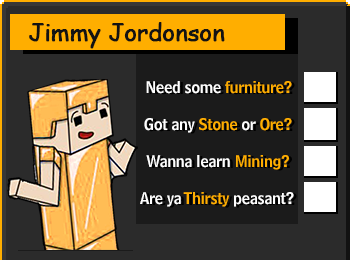 Jimmy Jordonson
Need some furniture?
Got any Stone or Ore?
Wanna learn Mining?
Are ya Thirsty peasant?